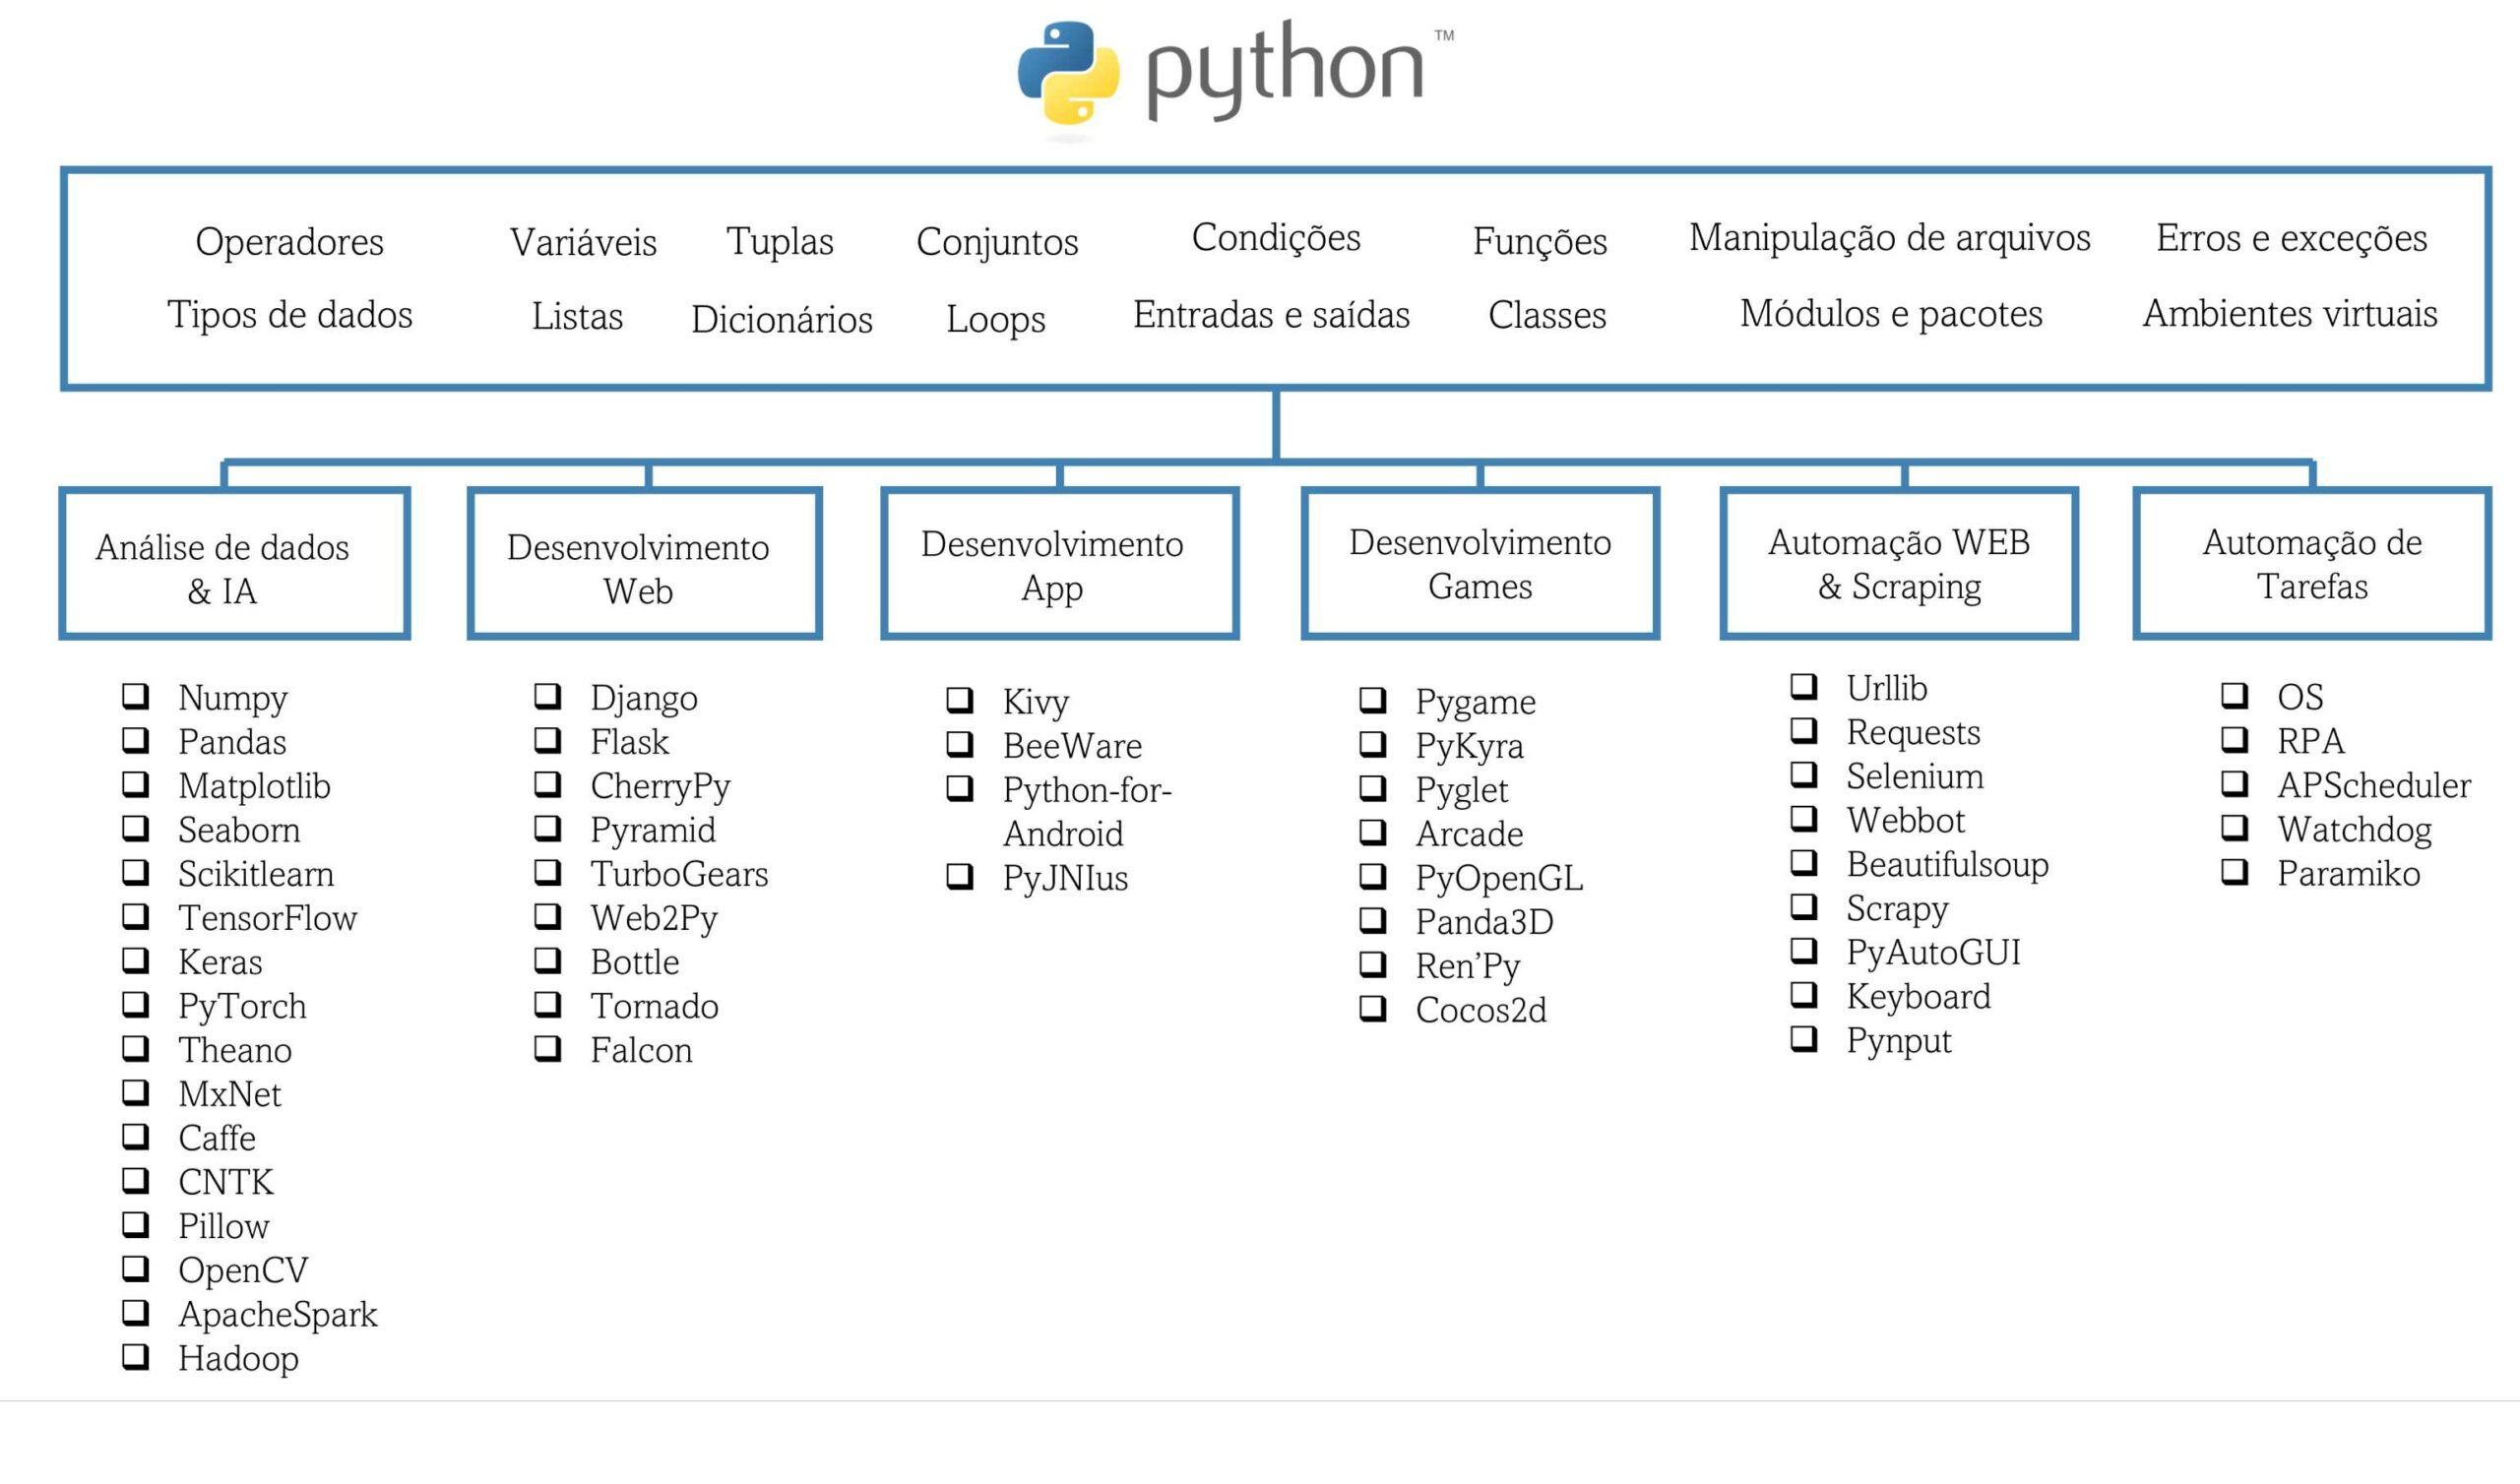 python™
Operadores Variáveis Tuplas Conjuntos Condições Funções Manipulação de arquivos Erros e exceções
Tipos de dados Listas Dicionários Loops Entradas e saídas Classes Módulos e pacotes Ambientes virtuais
Análise de dados
& IA
Numpy
Pandas
Matplotlib
Seaborn
Scikitlearn
TensorFlow
Keras
PyTorch
Theano
MxNet
Caffe
CNTK
Pillow
OpenCV
ApacheSpark
Hadoop
Desenvolvimento
Web
Django
Flask
CherryPy
Pyramid
TurboGears
Web2Py
Bottle
Tornado
Falcon
Desenvolvimento
App
Kivy
BeeWare
Python-for-
Android
PyJNIus
Desenvolvimento
Games
Pygame
PyKyra
Pyglet
Arcade
PyOpenGL
Panda3D
Ren’Py
Cocos2d
Automação WEB
& Scraping
Urllib
Requests
Selenium
Webbot
Beautifulsoup
Scrapy
PyAutoGUI
Keyboard
Pynput
Automação de
Tarefas
OS
RPA
APScheduler
Watchdog
Paramiko